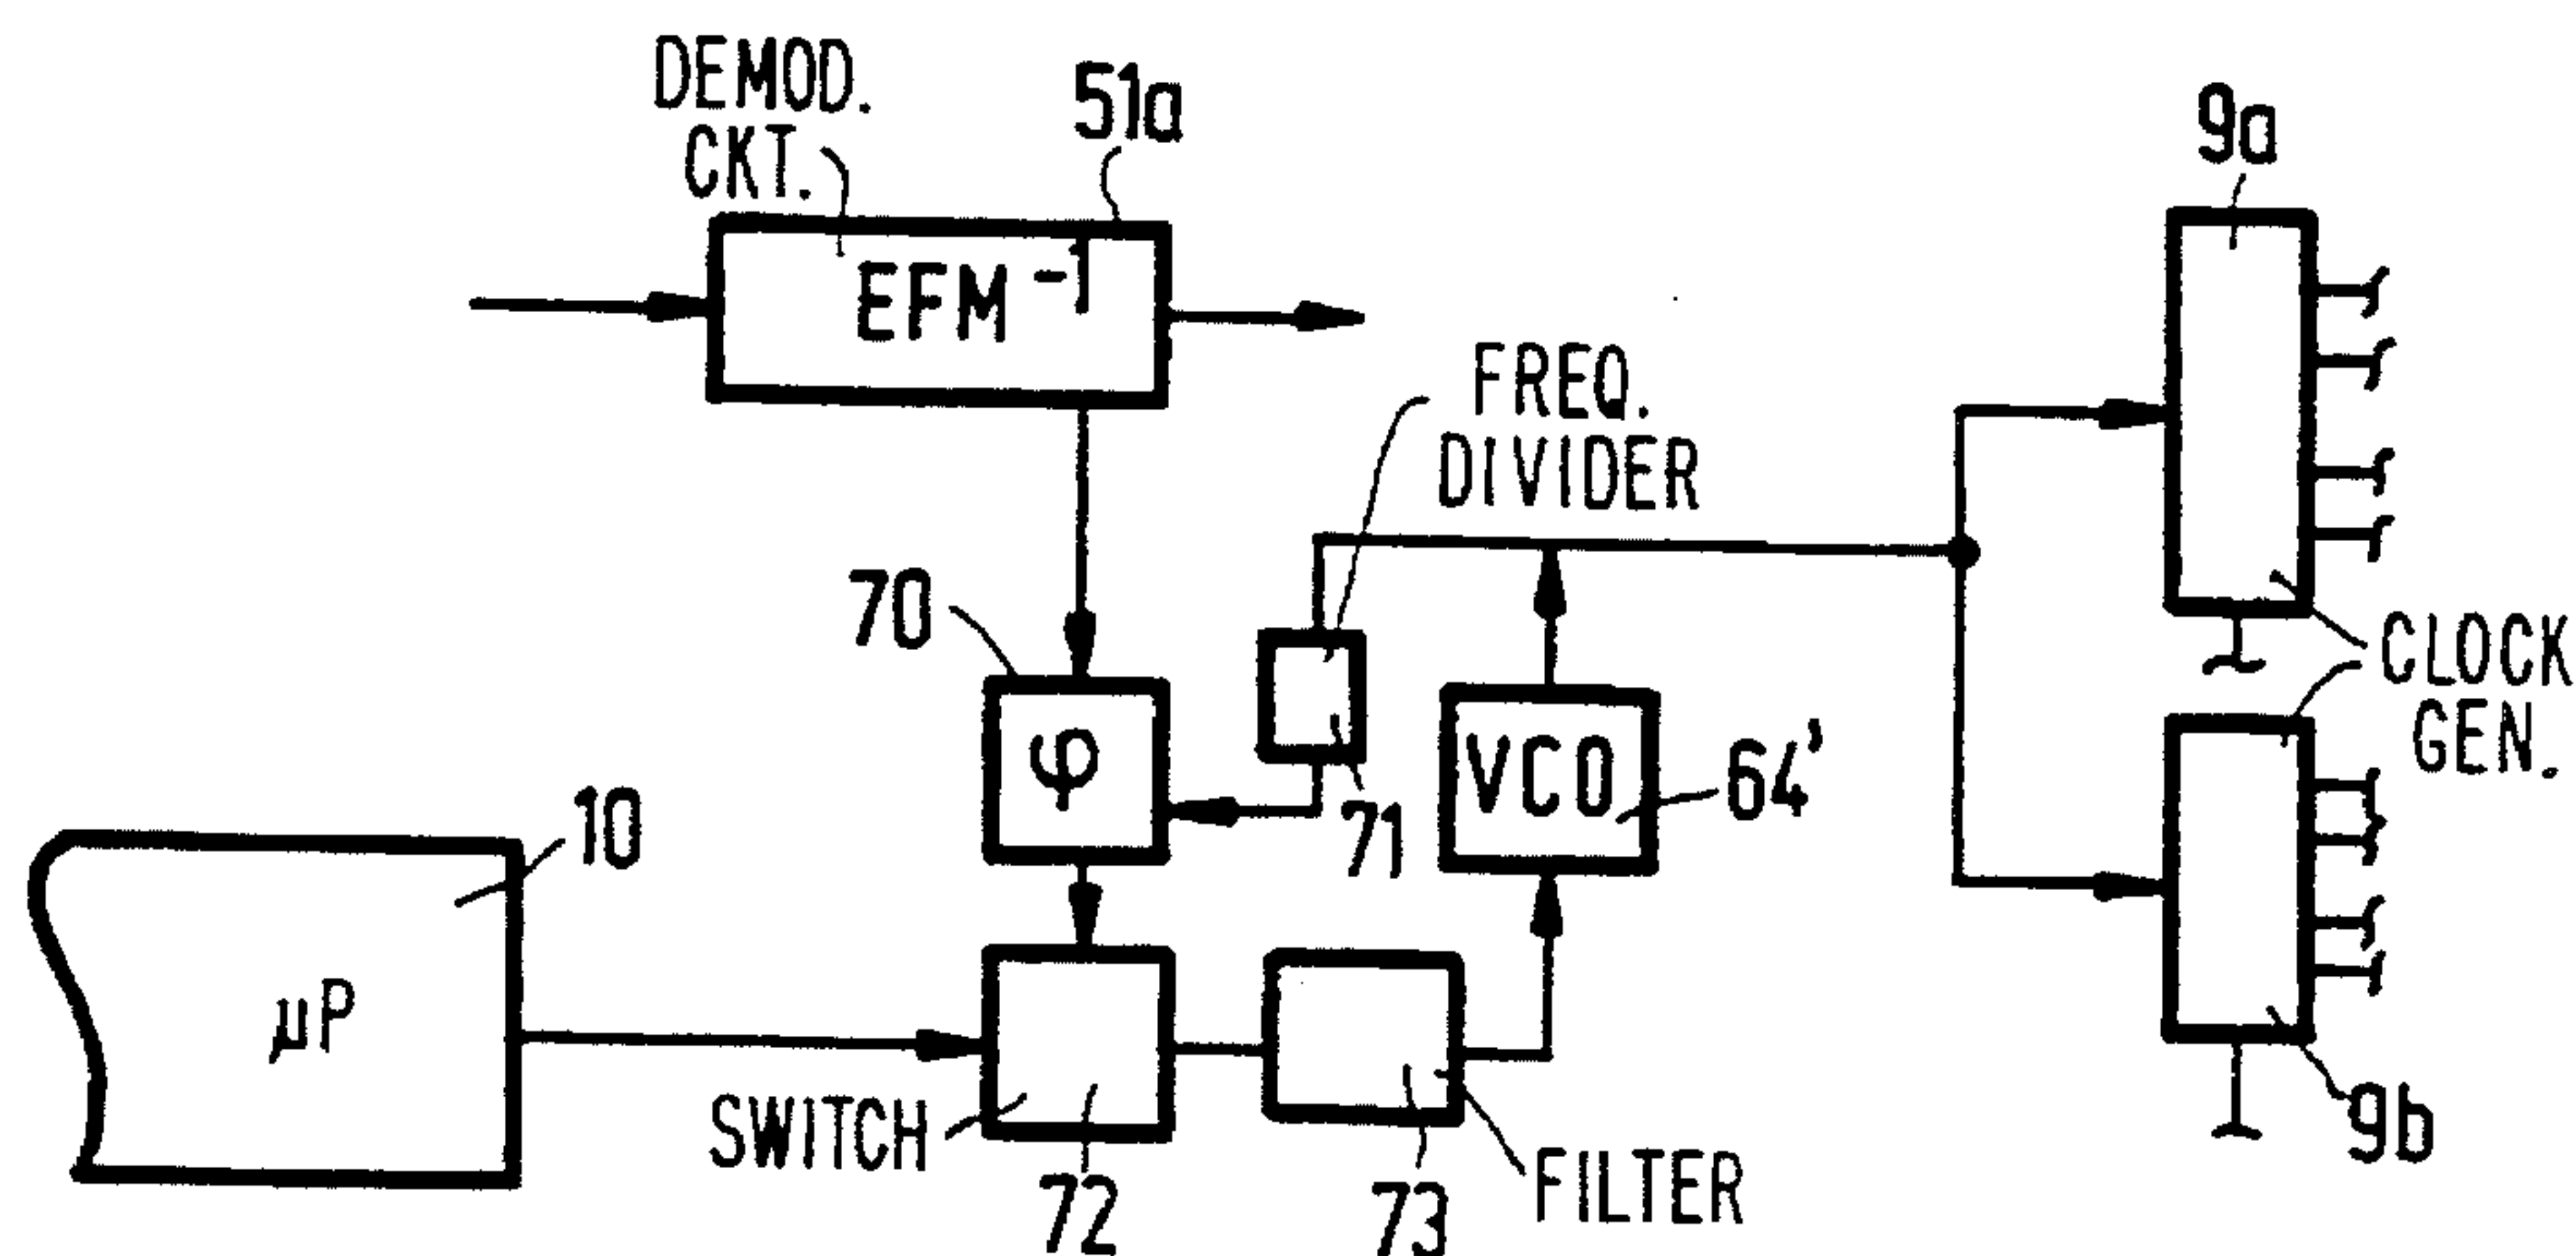 DEMOD.
CKT.
51a
9a
EFM⁻¹
FREQ.
DIVIDER
70
φ
CLOCK
GEN.
VCO
64'
71
10
μP
SWITCH
72
73
FILTER
9b